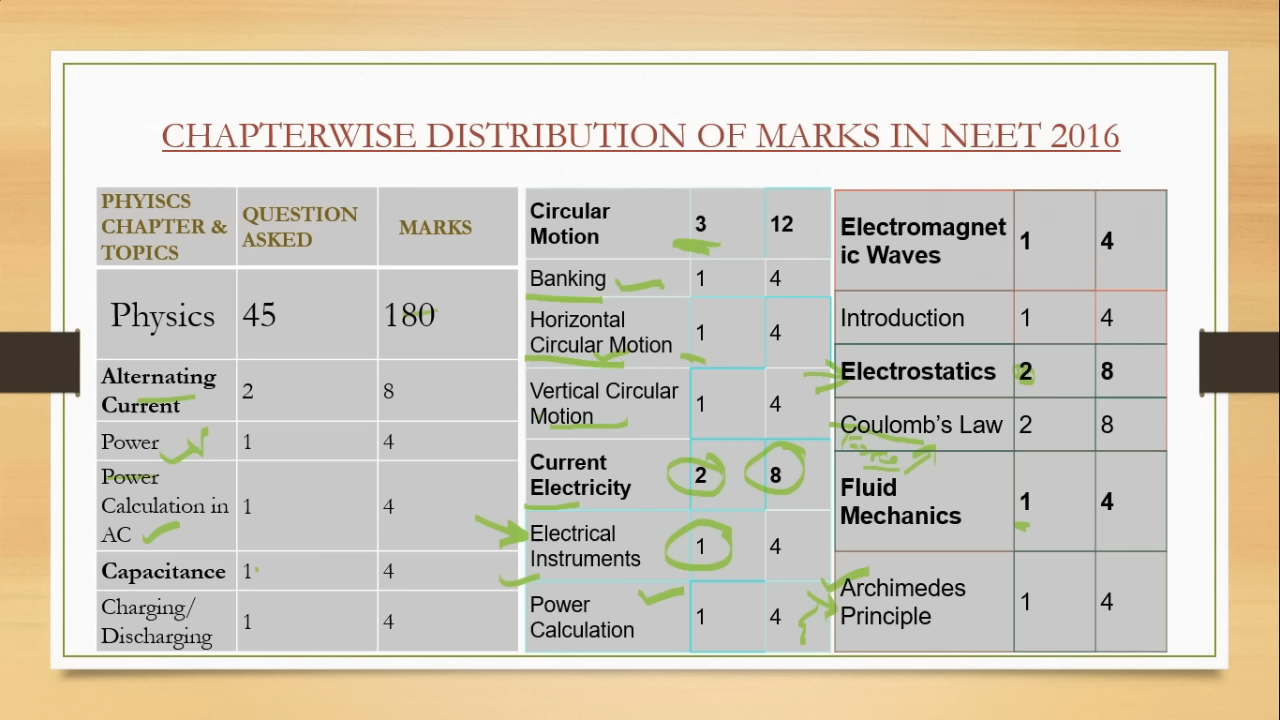 CHAPTERWISE DISTRIBUTION OF MARKS IN NEET 2016
PHYISCS
CHAPTER &
TOPICS
QUESTION
ASKED
MARKS
Physics 45 180
Alternating
Current
2 8
Power 1 4
Power
Calculation in
AC
1 4
Capacitance 1 4
Charging/
Discharging
1 4
Circular
Motion
3 12
Banking 1 4
Horizontal
Circular Motion
1 4
Vertical Circular
Motion
1 4
Current
Electricity
2 8
Electrical
Instruments
1 4
Power
Calculation
1 4
Electromagnet
ic Waves
1 4
Introduction 1 4
Electrostatics 2 8
Coulomb's Law 2 8
Fluid
Mechanics
1 4
Archimedes
Principle
1 4